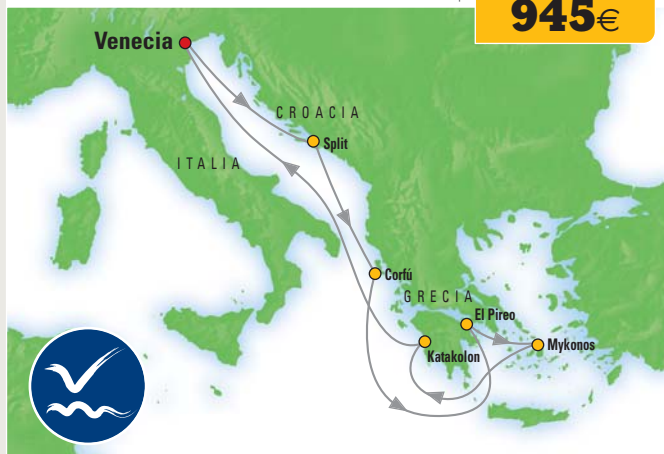 945€
Venecia
CROACIA
Split
ITALIA
Corfú
GRECIA
El Pireo
Mykonos
Katakolon